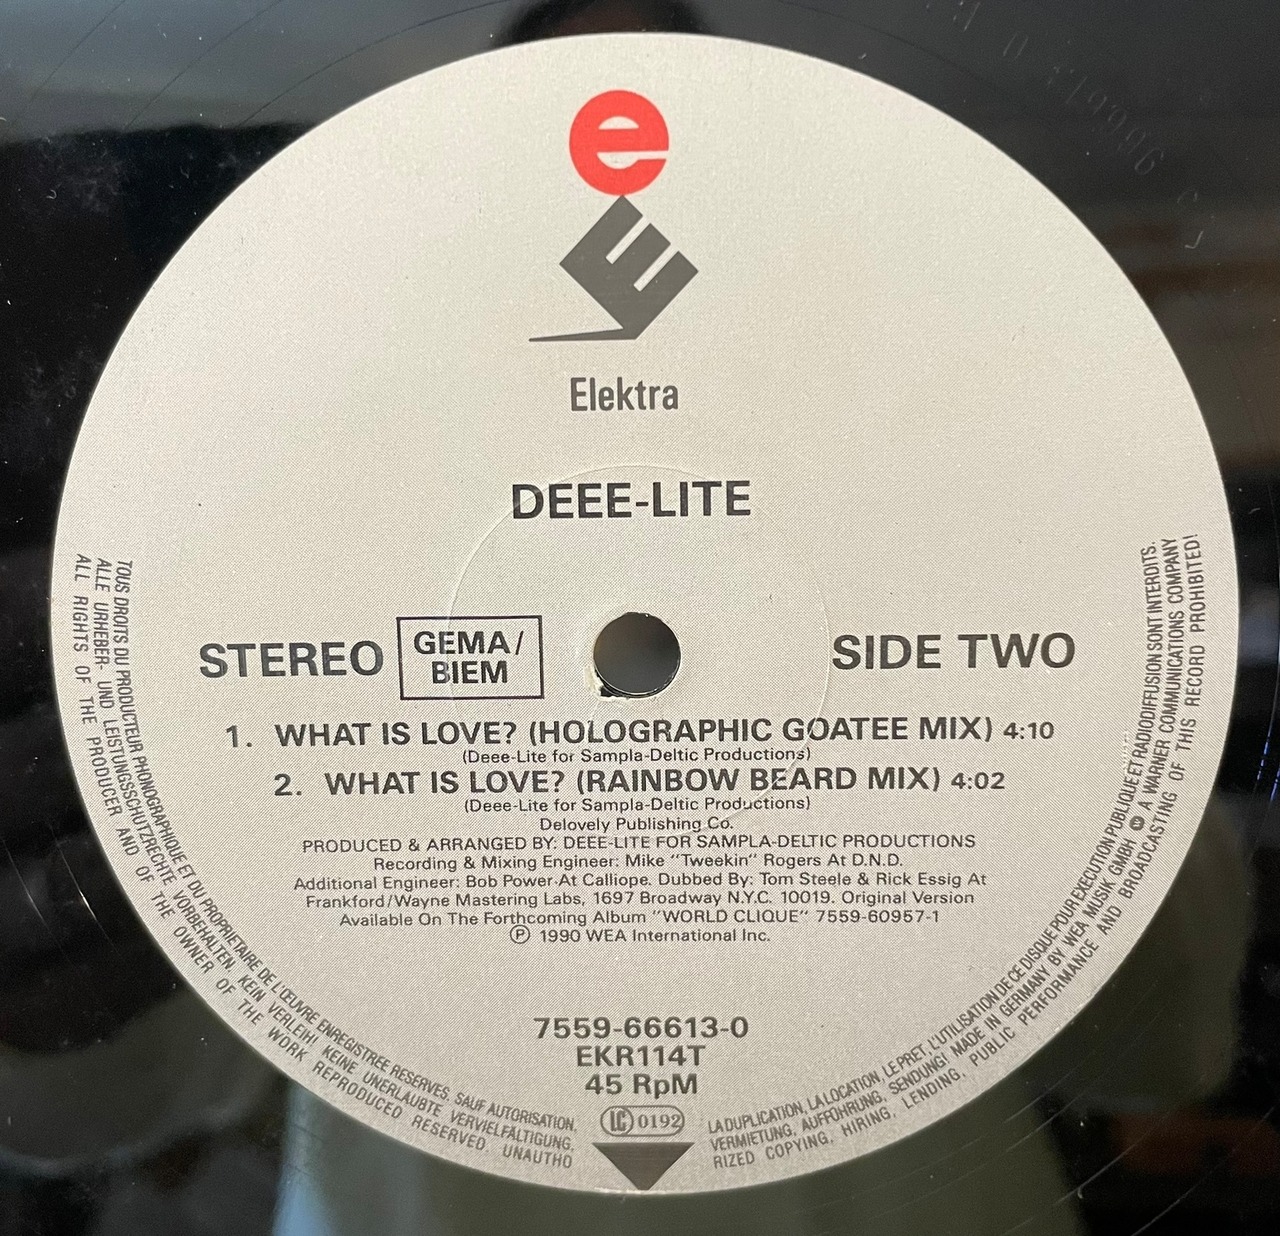 e
E
Elektra
DEEE-LITE
STEREO GEMA/ SIDE TWO
BIEM
1. WHAT IS LOVE? (HOLOGRAPHIC GOATEE MIX) 4:10
(Deee-Lite for Sampla-Deltic Productions)
2. WHAT IS LOVE? (RAINBOW BEARD MIX) 4:02
(Deee-Lite for Sampla-Deltic Productions)
Delovely Publishing Co.
PRODUCED & ARRANGED BY: DEEE-LITE FOR SAMPLA-DELTIC PRODUCTIONS
Recording & Mixing Engineer: Mike "Tweekin" Rogers At D.N.D.
Additional Engineer: Bob Power At Calliope. Dubbed By: Tom Steele & Rick Essig At
Frankford/Wayne Mastering Labs, 1697 Broadway N.Y.C. 10019. Original Version
Available On The Forthcoming Album "WORLD CLIQUE" 7559-60957-1
Ⓟ 1990 WEA International Inc.
7559-66613-0
EKR114T
45 RpM
LC 0192
TOUS DROITS DU PRODUCTEUR PHONOGRAPHIQUE ET DU PROPRIETAIRE DE L'ŒUVRE ENREGISTREE RESERVES. SAUF AUTORISATION, LA DUPLICATION, LA LOCATION, LE PRET, L'UTILISATION DE CE DISQUE POUR EXECUTION PUBLIQUE ET RADIODIFFUSION SONT INTERDITS.
ALLE URHEBER- UND LEISTUNGSSCHUTZRECHTE VORBEHALTEN. KEIN VERLEIH! KEINE UNERLAUBTE VERVIELFÄLTIGUNG, VERMIETUNG, AUFFÜHRUNG, SENDUNG! MADE IN GERMANY BY WEA MUSIK GMBH A WARNER COMMUNICATIONS COMPANY
ALL RIGHTS OF THE PRODUCER AND OF THE OWNER OF THE WORK REPRODUCED RESERVED. UNAUTHORIZED COPYING, HIRING, LENDING, PUBLIC PERFORMANCE AND BROADCASTING OF THIS RECORD PROHIBITED!